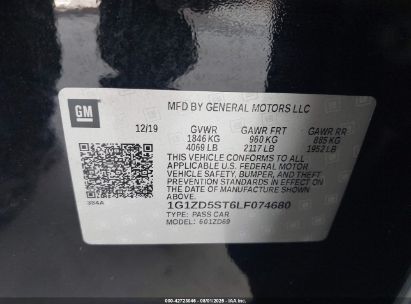 GM
MFD BY GENERAL MOTORS LLC
12/19 GVWR GAWR FRT GAWR RR
1846 KG 960 KG 885 KG
4069 LB 2117 LB 1952 LB
THIS VEHICLE CONFORMS TO ALL
APPLICABLE U.S. FEDERAL MOTOR
VEHICLE SAFETY, BUMPER, AND THEFT
PREVENTION STANDARDS IN EFFECT ON
THE DATE OF MANUFACTURE SHOWN
ABOVE.
1G1ZD5ST6LF074680
TYPE: PASS CAR
MODEL: 601ZD69